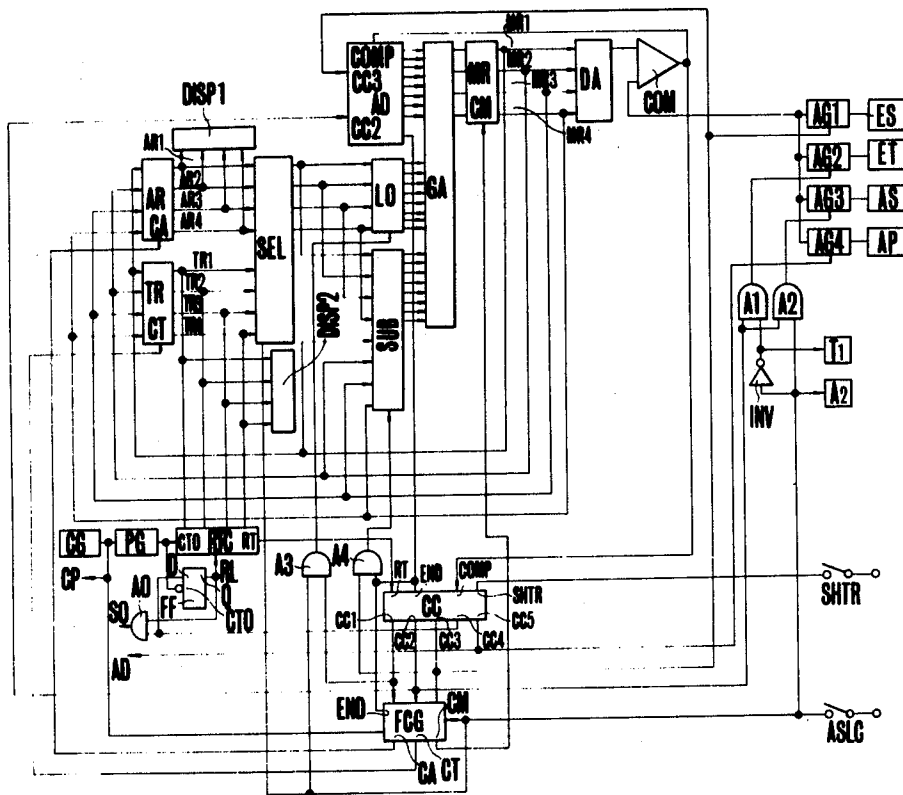 MR1
MR2
MR3
MR4
COMP
CC3
AD
CC2
GA
MR
CM
DA
COM
DISP1
AR1
AR2
AR3
AR4
AR
CA
SEL
LO
AG1
ES
AG2
ET
AG3
AS
AG4
AP
TR1
TR2
TR3
TR4
TR
CT
DISP2
SUB
A1
A2
T1
INV
A2
CG
PG
CTO
RTC
RT
CP
D
RL
Q
AO
SO
FF
CTO
AD
A3
A4
RT
END
COMP
CC
SHTR
CC1
CC2
CC3
CC4
CC5
SHTR
END
FCG
CM
CA
CT
ASLC